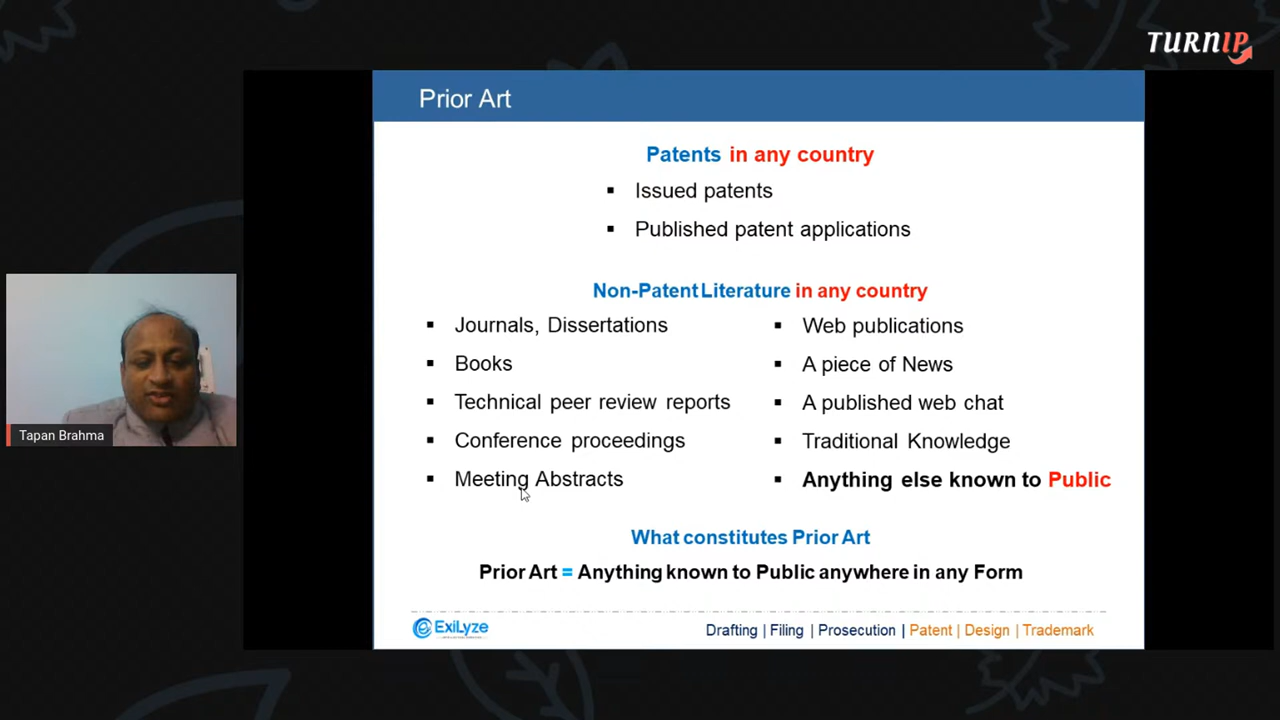 TURNIP
Prior Art
Patents in any country
▪ Issued patents
▪ Published patent applications
Non-Patent Literature in any country
▪ Journals, Dissertations
▪ Books
▪ Technical peer review reports
▪ Conference proceedings
▪ Meeting Abstracts
▪ Web publications
▪ A piece of News
▪ A published web chat
▪ Traditional Knowledge
▪ Anything else known to Public
What constitutes Prior Art
Prior Art = Anything known to Public anywhere in any Form
ExiLyze
Drafting | Filing | Prosecution | Patent | Design | Trademark
Tapan Brahma